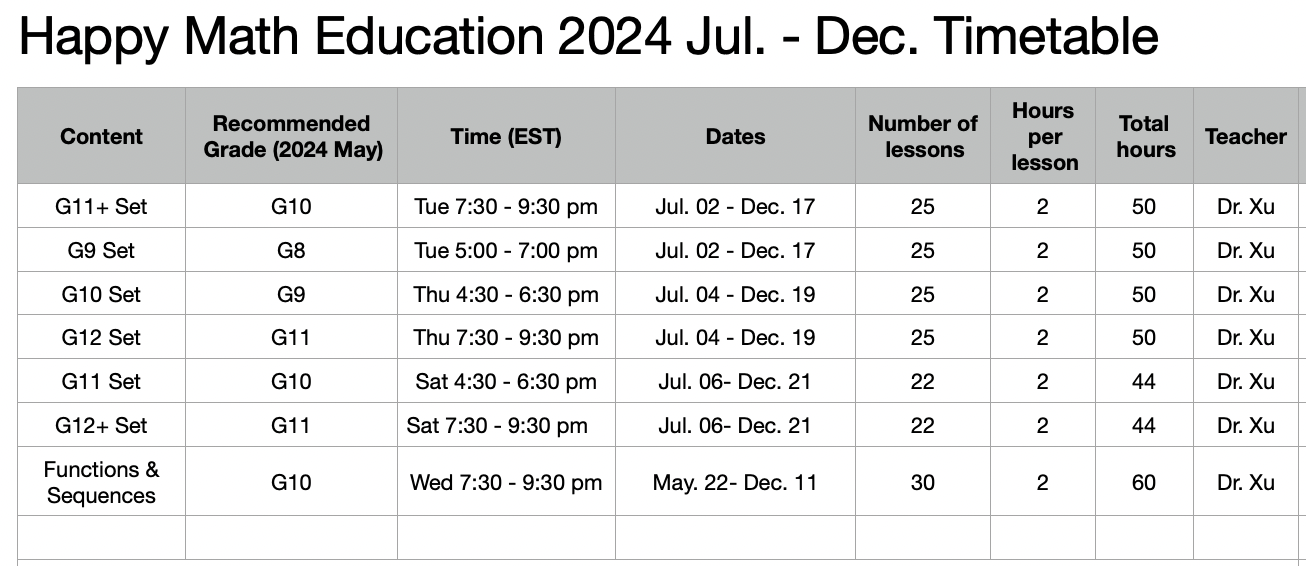 Happy Math Education 2024 Jul. - Dec. Timetable
Content Recommended Grade (2024 May) Time (EST) Dates Number of lessons Hours per lesson Total hours Teacher
G11+ Set G10 Tue 7:30 - 9:30 pm Jul. 02 - Dec. 17 25 2 50 Dr. Xu
G9 Set G8 Tue 5:00 - 7:00 pm Jul. 02 - Dec. 17 25 2 50 Dr. Xu
G10 Set G9 Thu 4:30 - 6:30 pm Jul. 04 - Dec. 19 25 2 50 Dr. Xu
G12 Set G11 Thu 7:30 - 9:30 pm Jul. 04 - Dec. 19 25 2 50 Dr. Xu
G11 Set G10 Sat 4:30 - 6:30 pm Jul. 06- Dec. 21 22 2 44 Dr. Xu
G12+ Set G11 Sat 7:30 - 9:30 pm Jul. 06- Dec. 21 22 2 44 Dr. Xu
Functions & Sequences G10 Wed 7:30 - 9:30 pm May. 22- Dec. 11 30 2 60 Dr. Xu